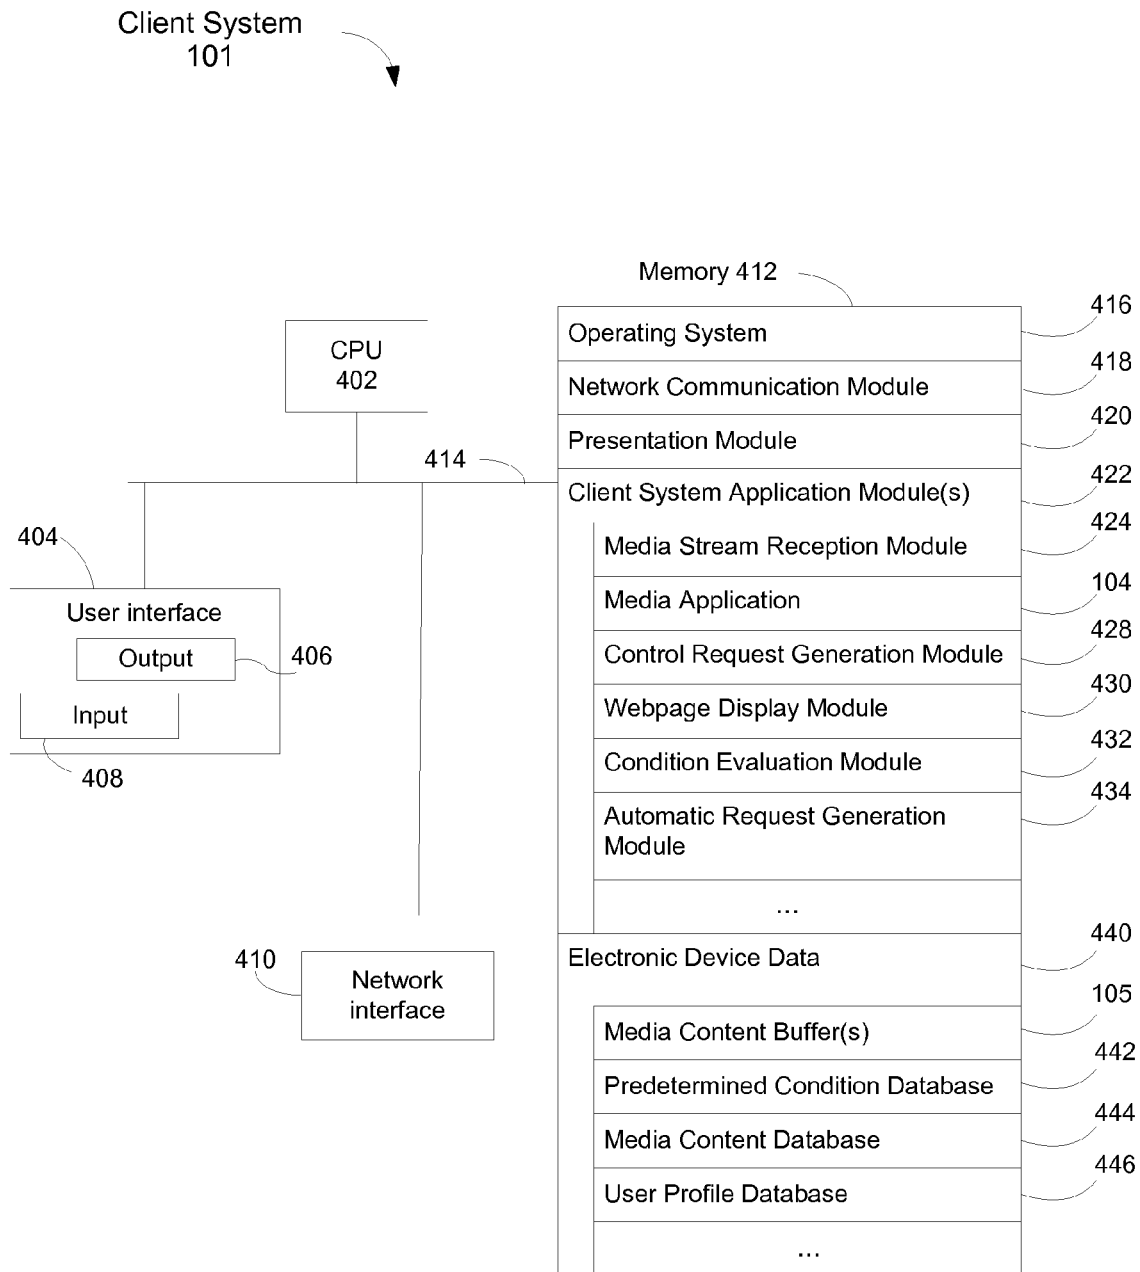 Client System
101
Memory 412
416
Operating System
CPU
402
418
Network Communication Module
420
Presentation Module
414
422
Client System Application Module(s)
424
Media Stream Reception Module
404
104
Media Application
User interface
428
Control Request Generation Module
Output
406
430
Webpage Display Module
Input
432
Condition Evaluation Module
408
434
Automatic Request Generation
Module
...
440
Electronic Device Data
410
Network
interface
105
Media Content Buffer(s)
442
Predetermined Condition Database
444
Media Content Database
446
User Profile Database
...